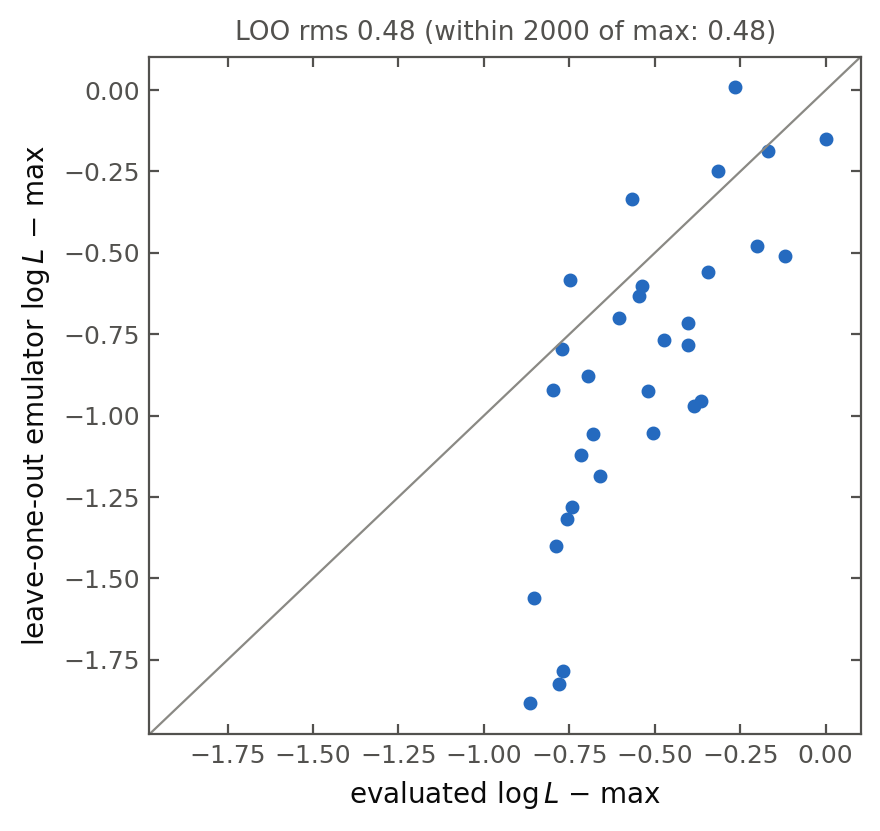 LOO rms 0.48 (within 2000 of max: 0.48)
leave-one-out emulator log L − max
0.00
−0.25
−0.50
−0.75
−1.00
−1.25
−1.50
−1.75
−1.75 −1.50 −1.25 −1.00 −0.75 −0.50 −0.25 0.00
evaluated log L − max